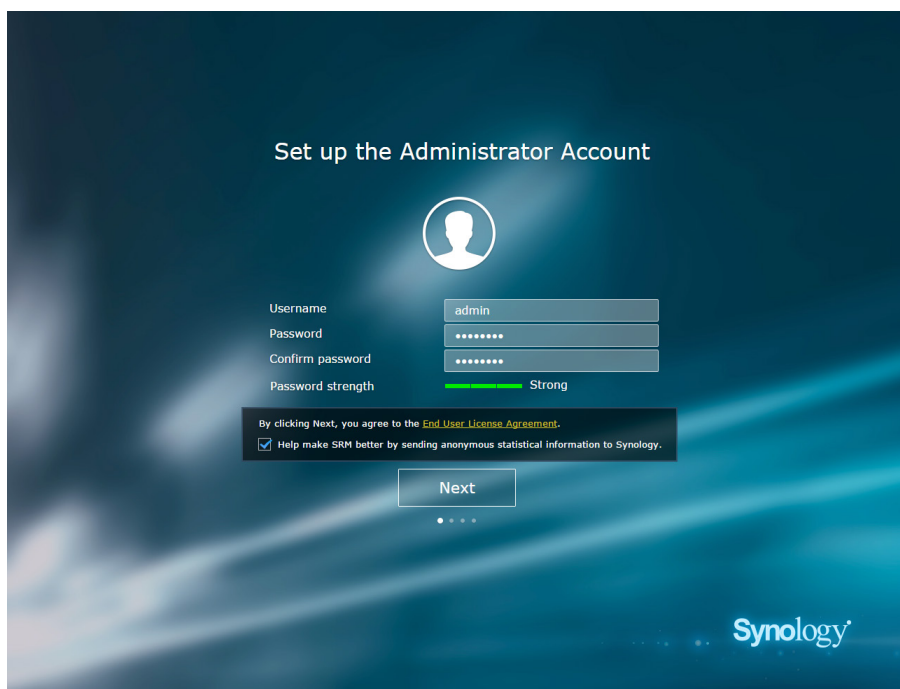 Set up the Administrator Account
Username admin
Password ••••••••
Confirm password ••••••••
Password strength Strong
By clicking Next, you agree to the End User License Agreement.
Help make SRM better by sending anonymous statistical information to Synology.
Next
Synology